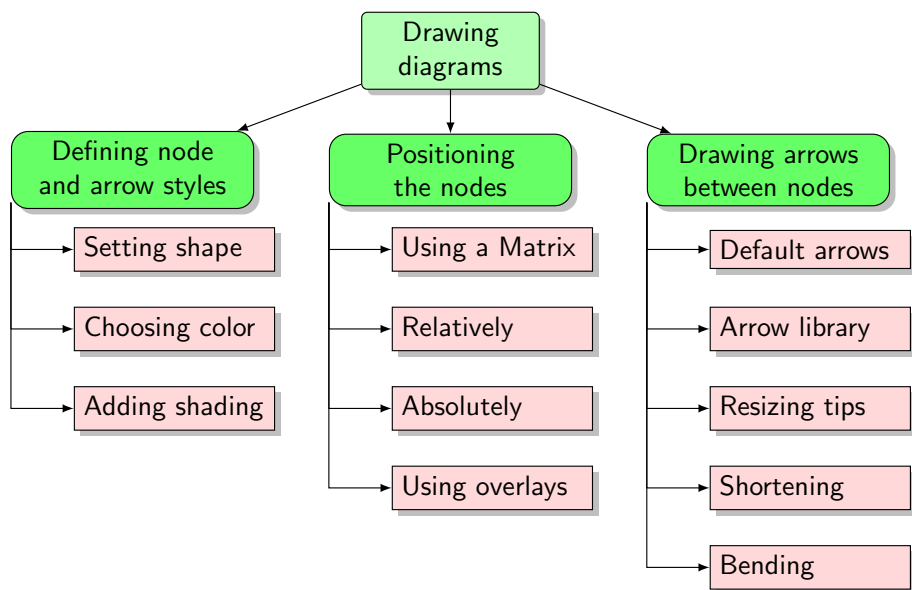 Drawing
diagrams
Defining node
and arrow styles
Setting shape
Choosing color
Adding shading
Positioning
the nodes
Using a Matrix
Relatively
Absolutely
Using overlays
Drawing arrows
between nodes
Default arrows
Arrow library
Resizing tips
Shortening
Bending